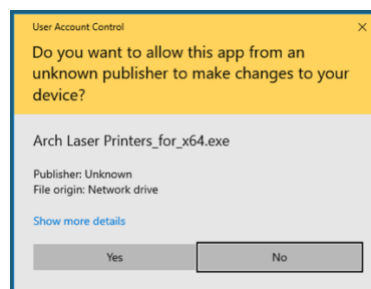 User Account Control
Do you want to allow this app from an
unknown publisher to make changes to your
device?
Arch Laser Printers_for_x64.exe
Publisher: Unknown
File origin: Network drive
Show more details
Yes
No